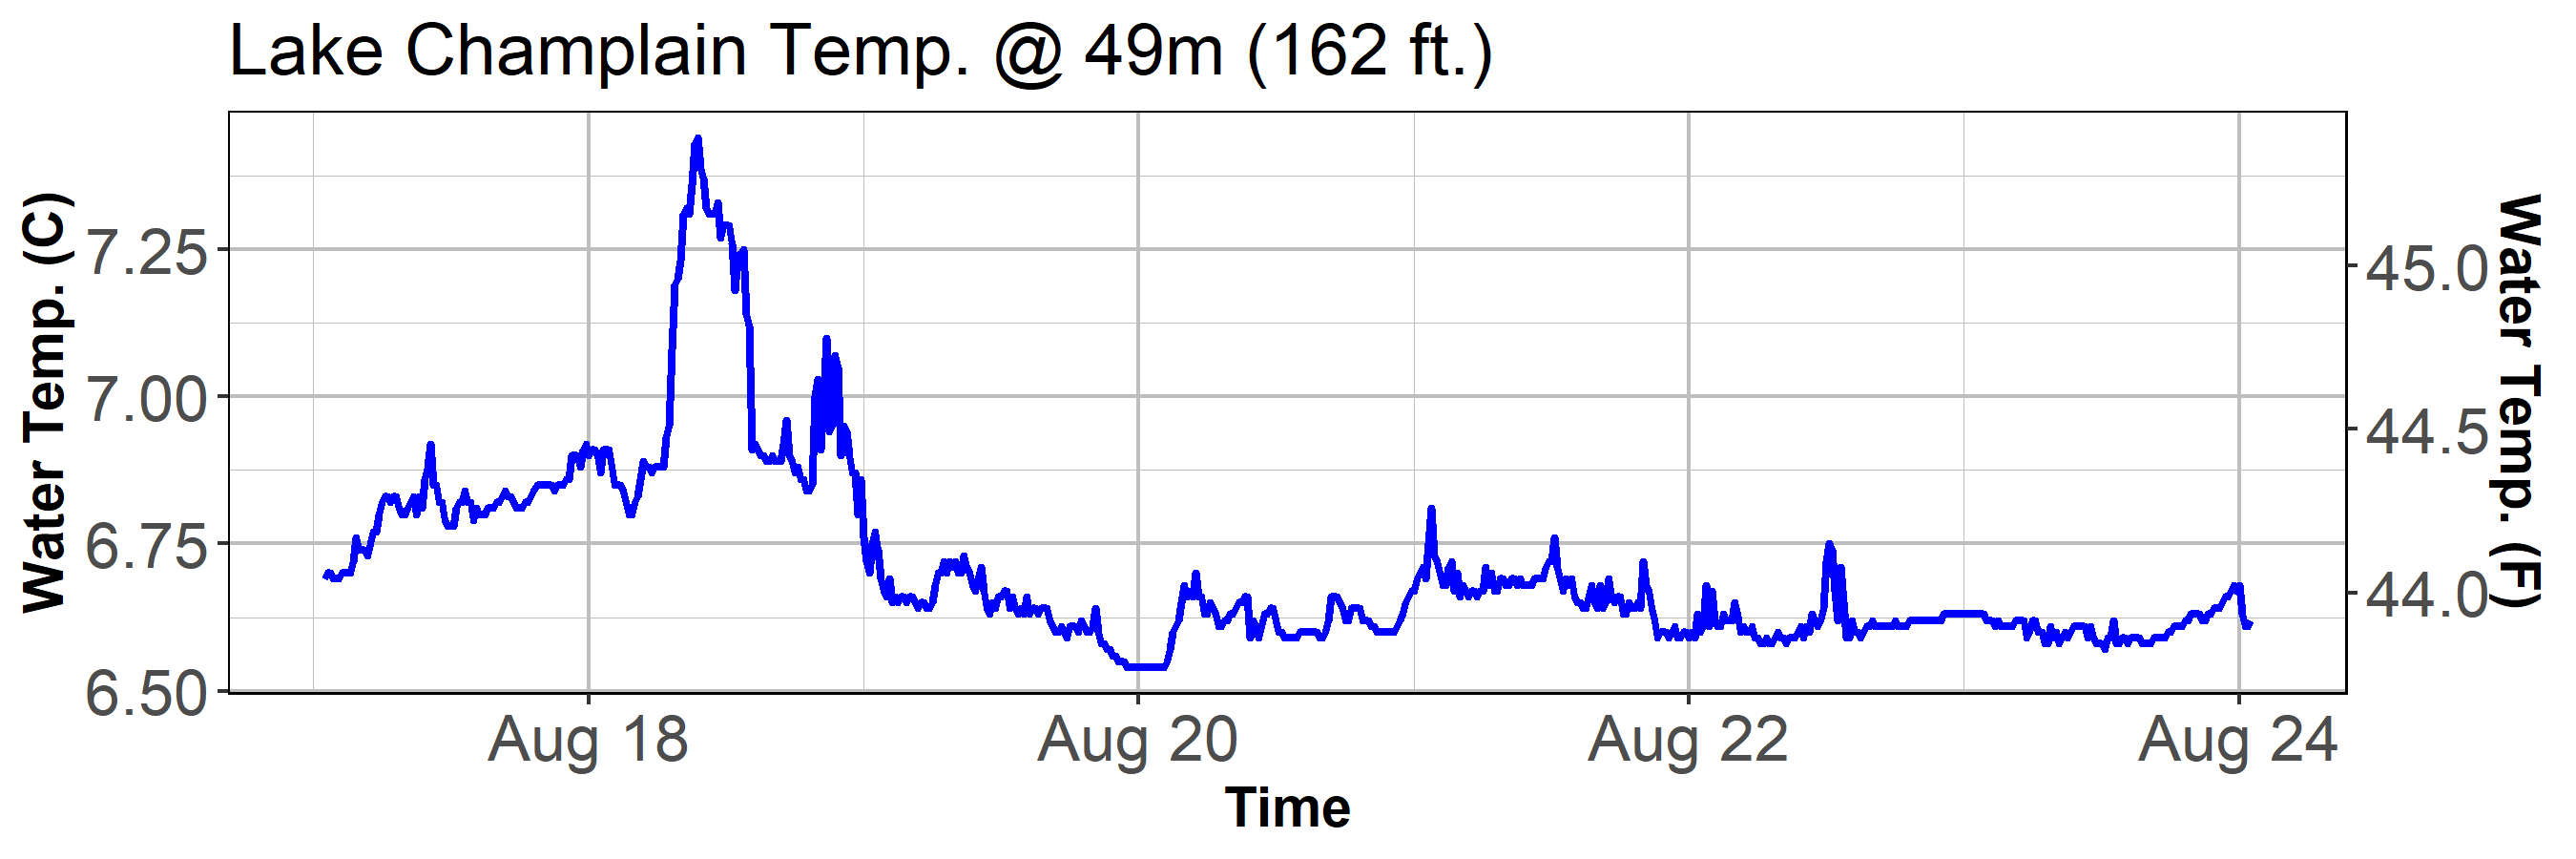 Lake Champlain Temp. @ 49m (162 ft.)
Water Temp. (C)
7.25
7.00
6.75
6.50
45.0
44.5
44.0
Water Temp. (F)
Aug 18
Aug 20
Aug 22
Aug 24
Time